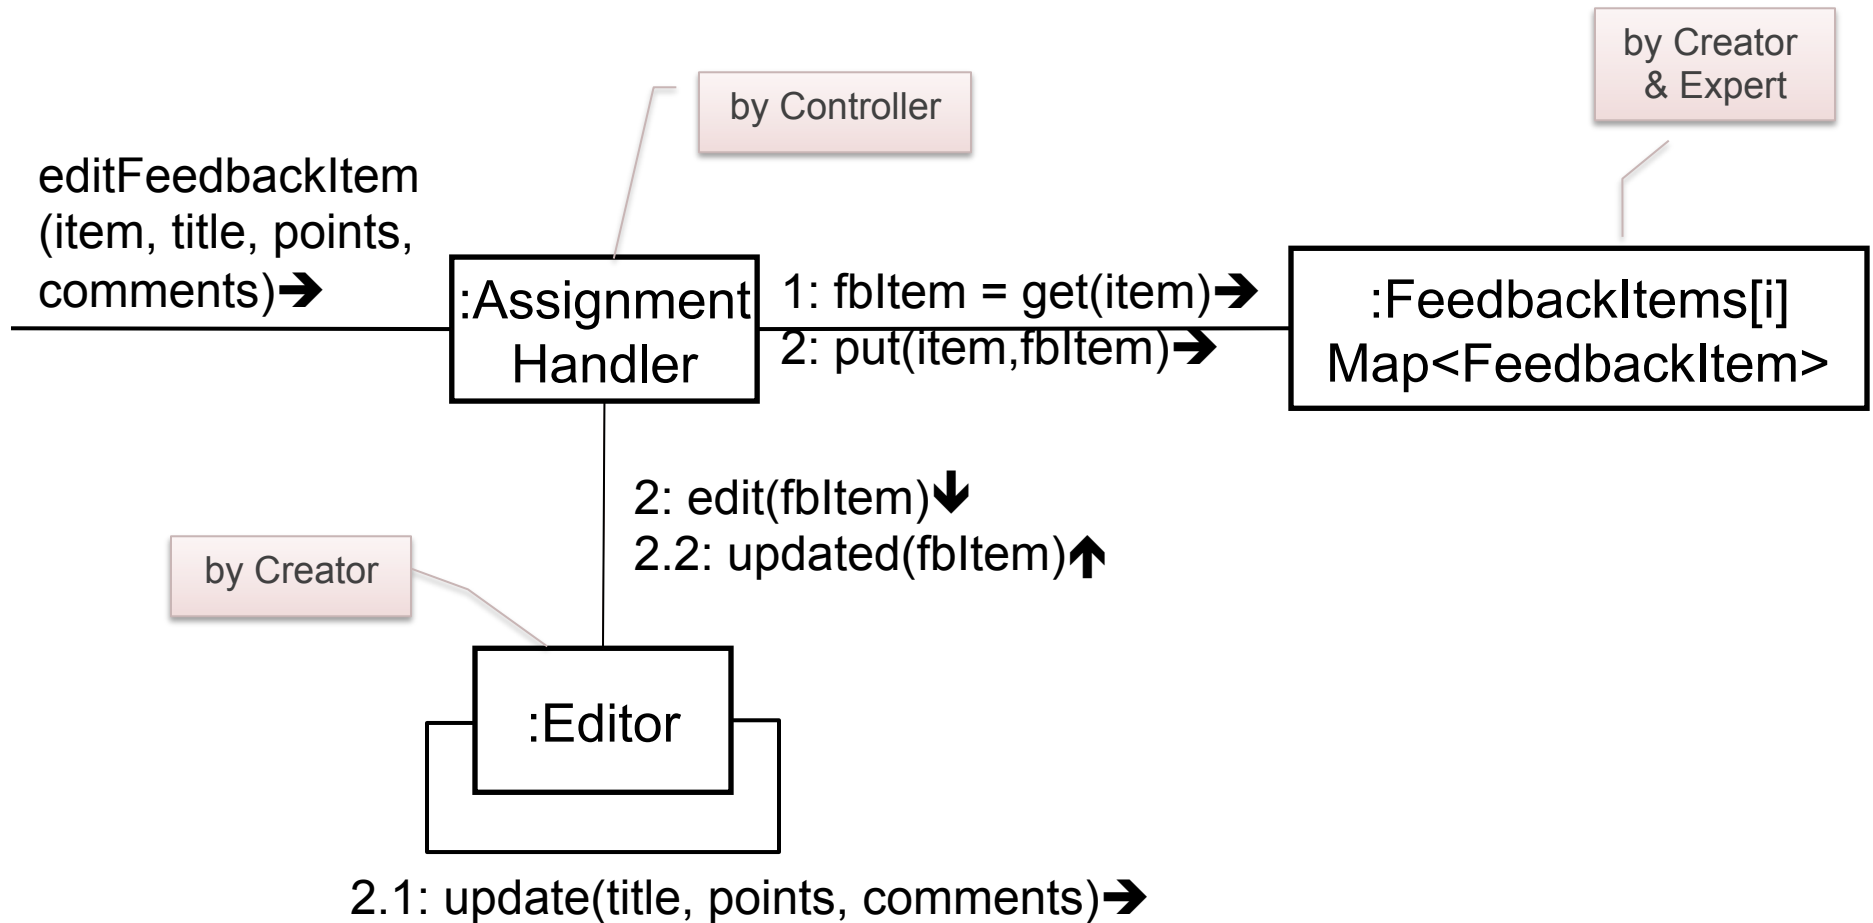 by Creator
& Expert
by Controller
editFeedbackItem
(item, title, points,
comments)➔
:Assignment
Handler
1: fbItem = get(item)➔
2: put(item,fbItem)➔
:FeedbackItems[i]
Map<FeedbackItem>
2: edit(fbItem)🡻
2.2: updated(fbItem)🡹
by Creator
:Editor
2.1: update(title, points, comments)➔